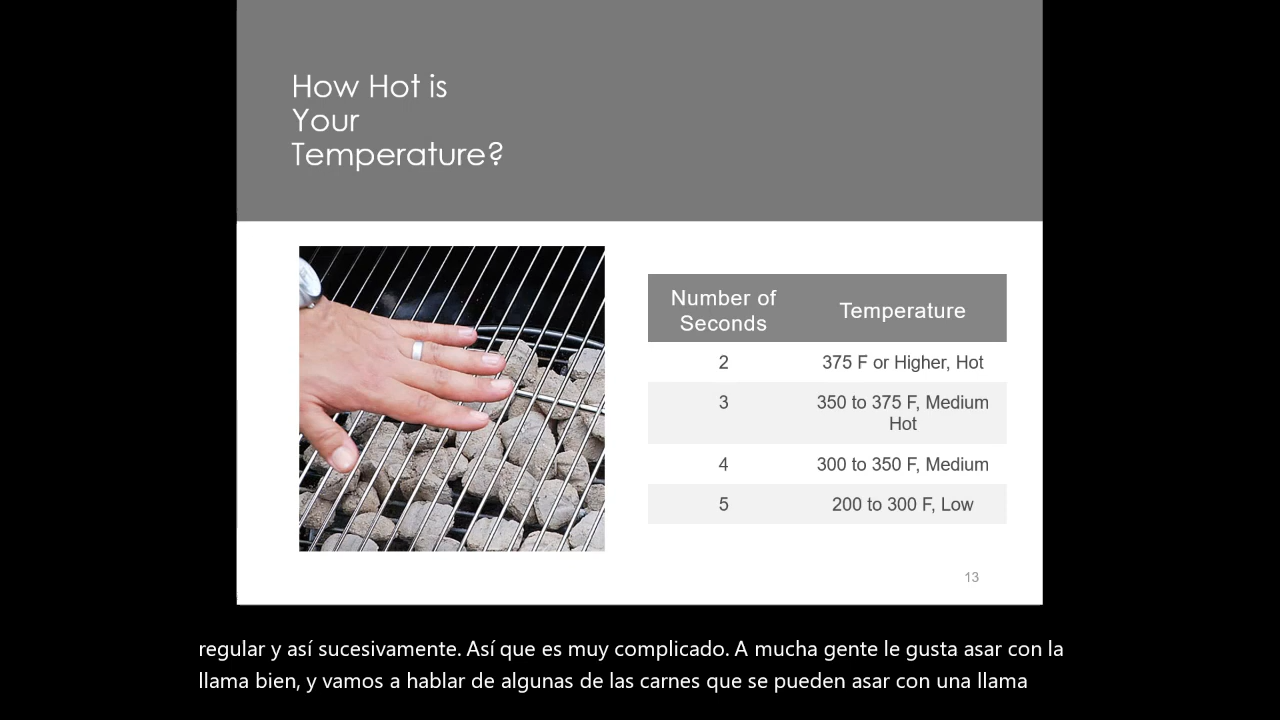 How Hot is
Your
Temperature?
Number of
Seconds
Temperature
2
375 F or Higher, Hot
3
350 to 375 F, Medium
Hot
4
300 to 350 F, Medium
5
200 to 300 F, Low
13
regular y así sucesivamente. Así que es muy complicado. A mucha gente le gusta asar con la
llama bien, y vamos a hablar de algunas de las carnes que se pueden asar con una llama